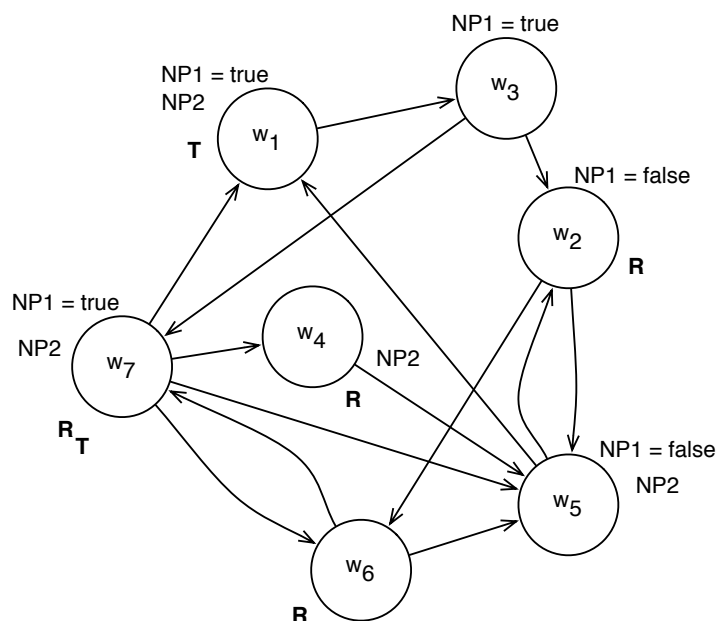 NP1 = true
w3
NP1 = true
NP2
w1
T
NP1 = false
w2
R
NP1 = true
NP2
w7
R
T
w4
NP2
R
NP1 = false
NP2
w5
w6
R